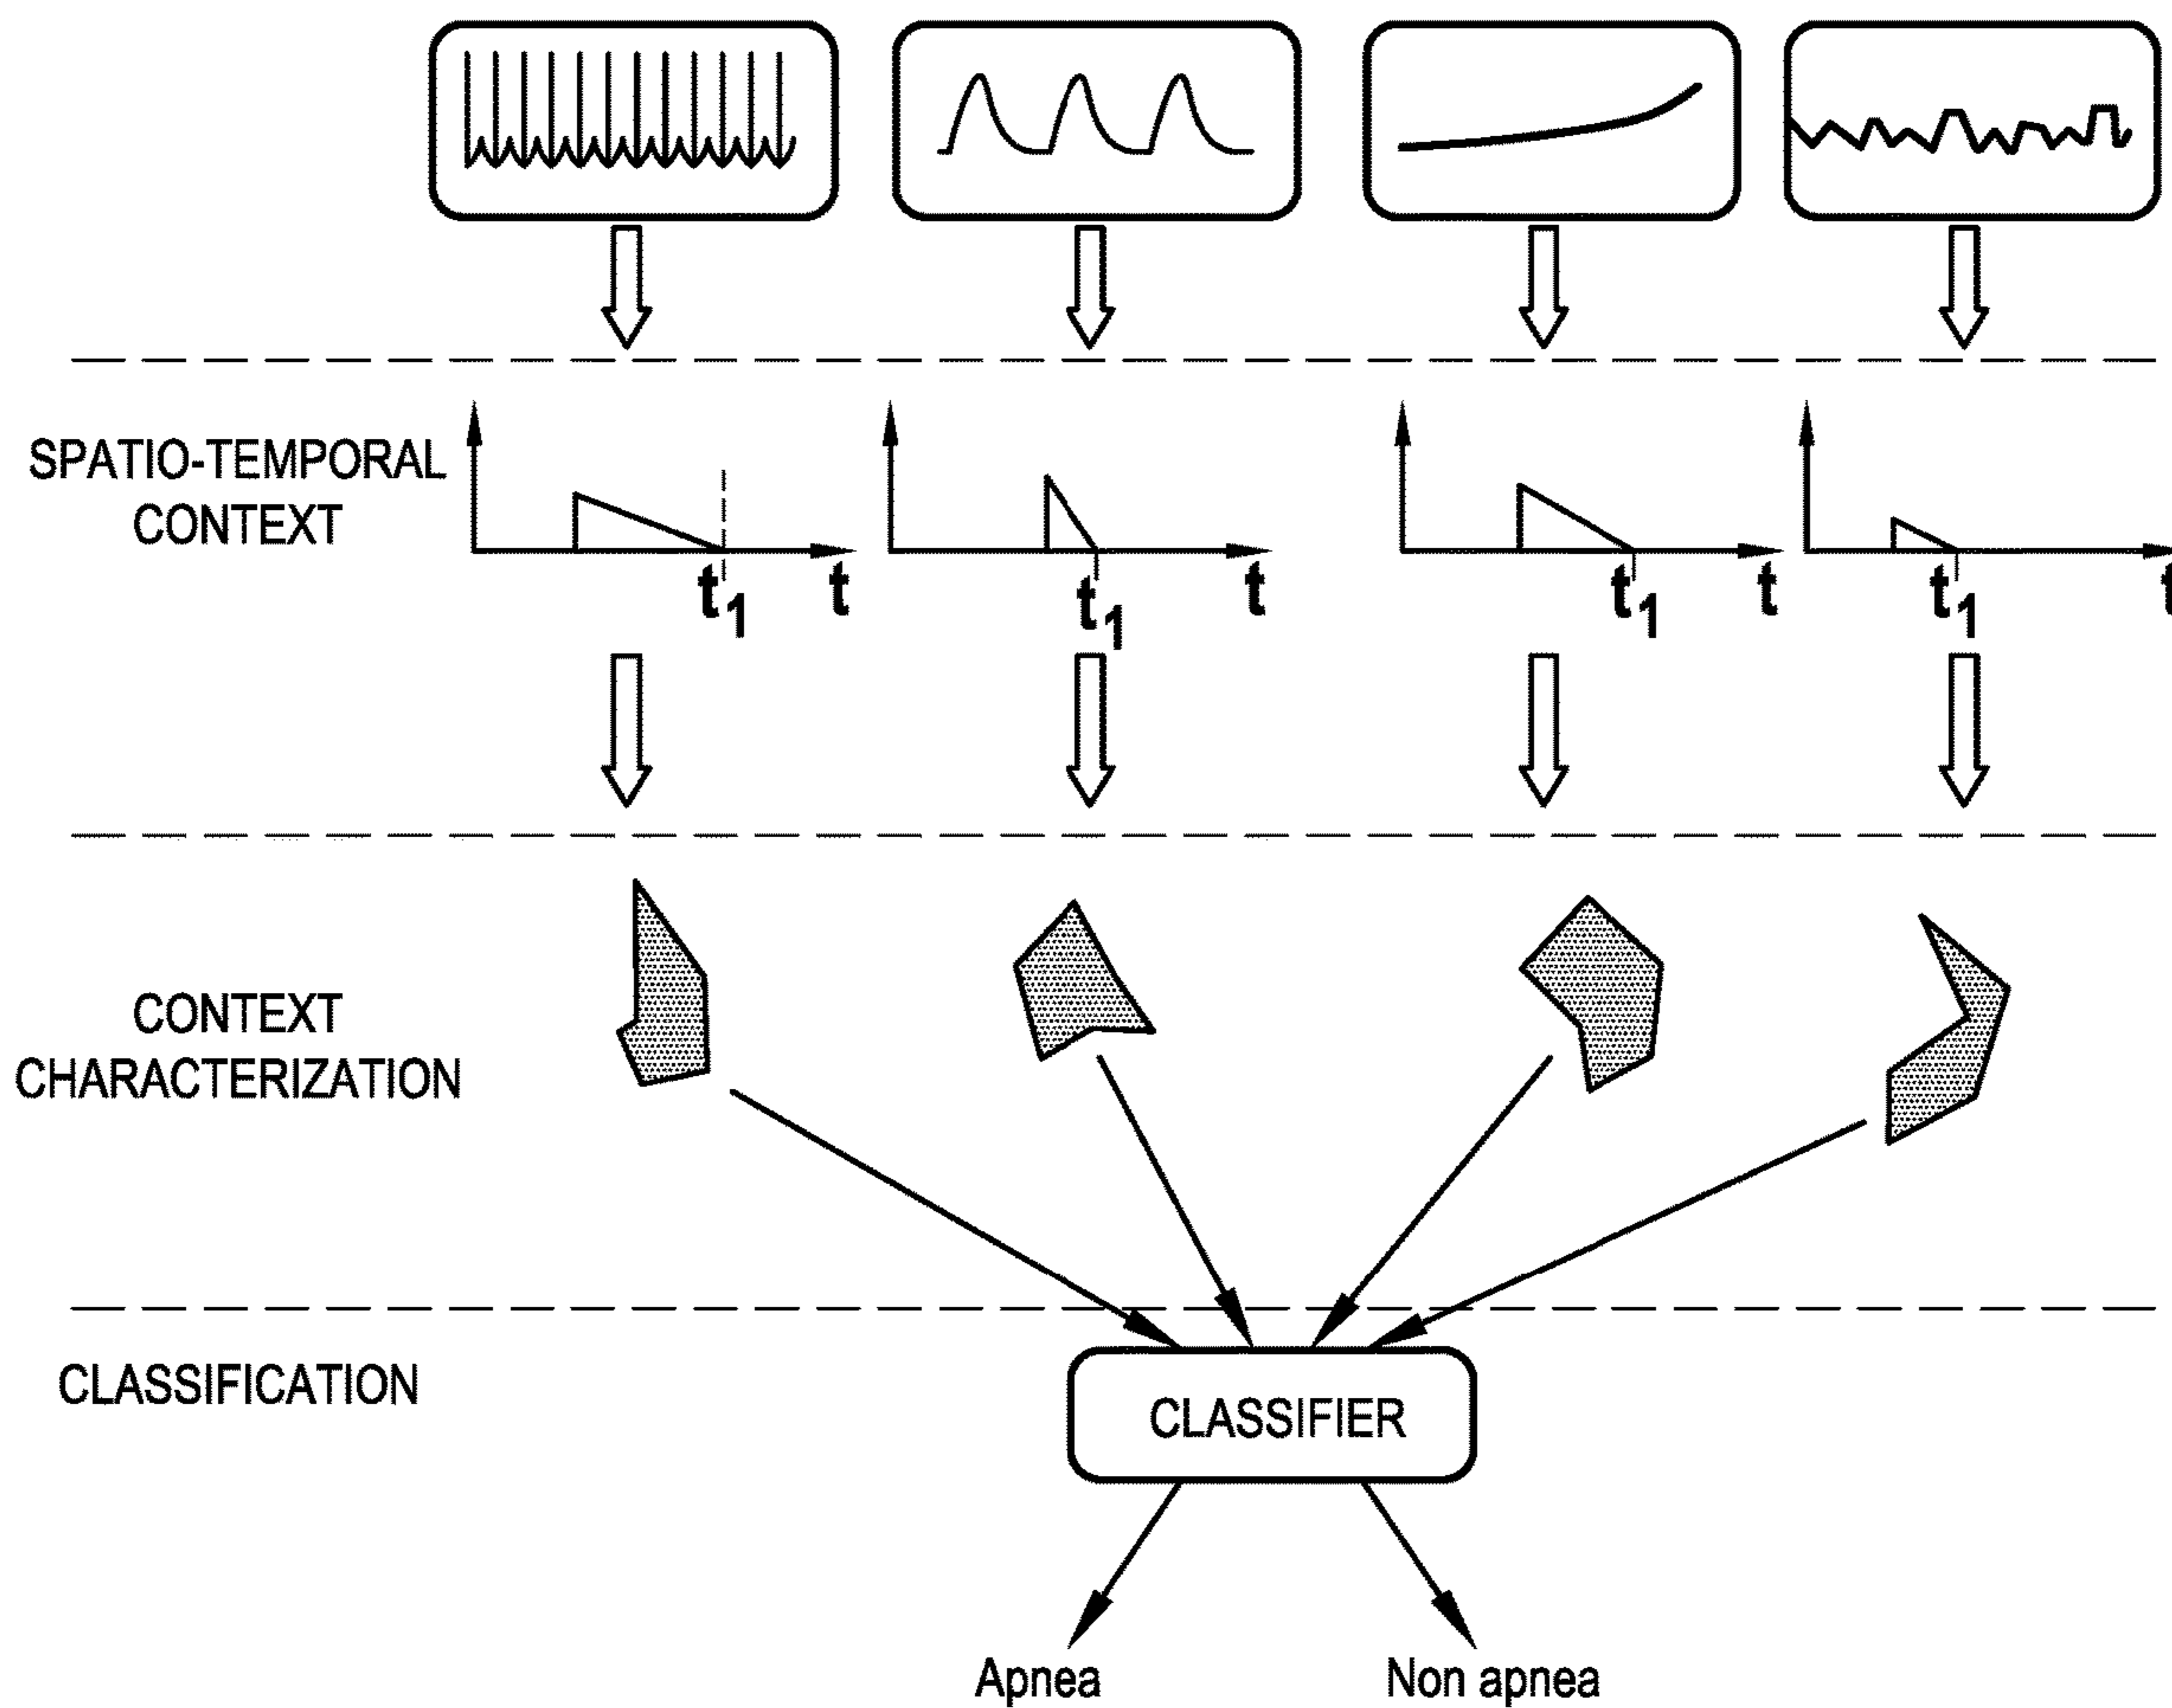 SPATIO-TEMPORAL
CONTEXT
t1 t t1 t t1 t t1 t
CONTEXT
CHARACTERIZATION
CLASSIFICATION
CLASSIFIER
Apnea Non apnea